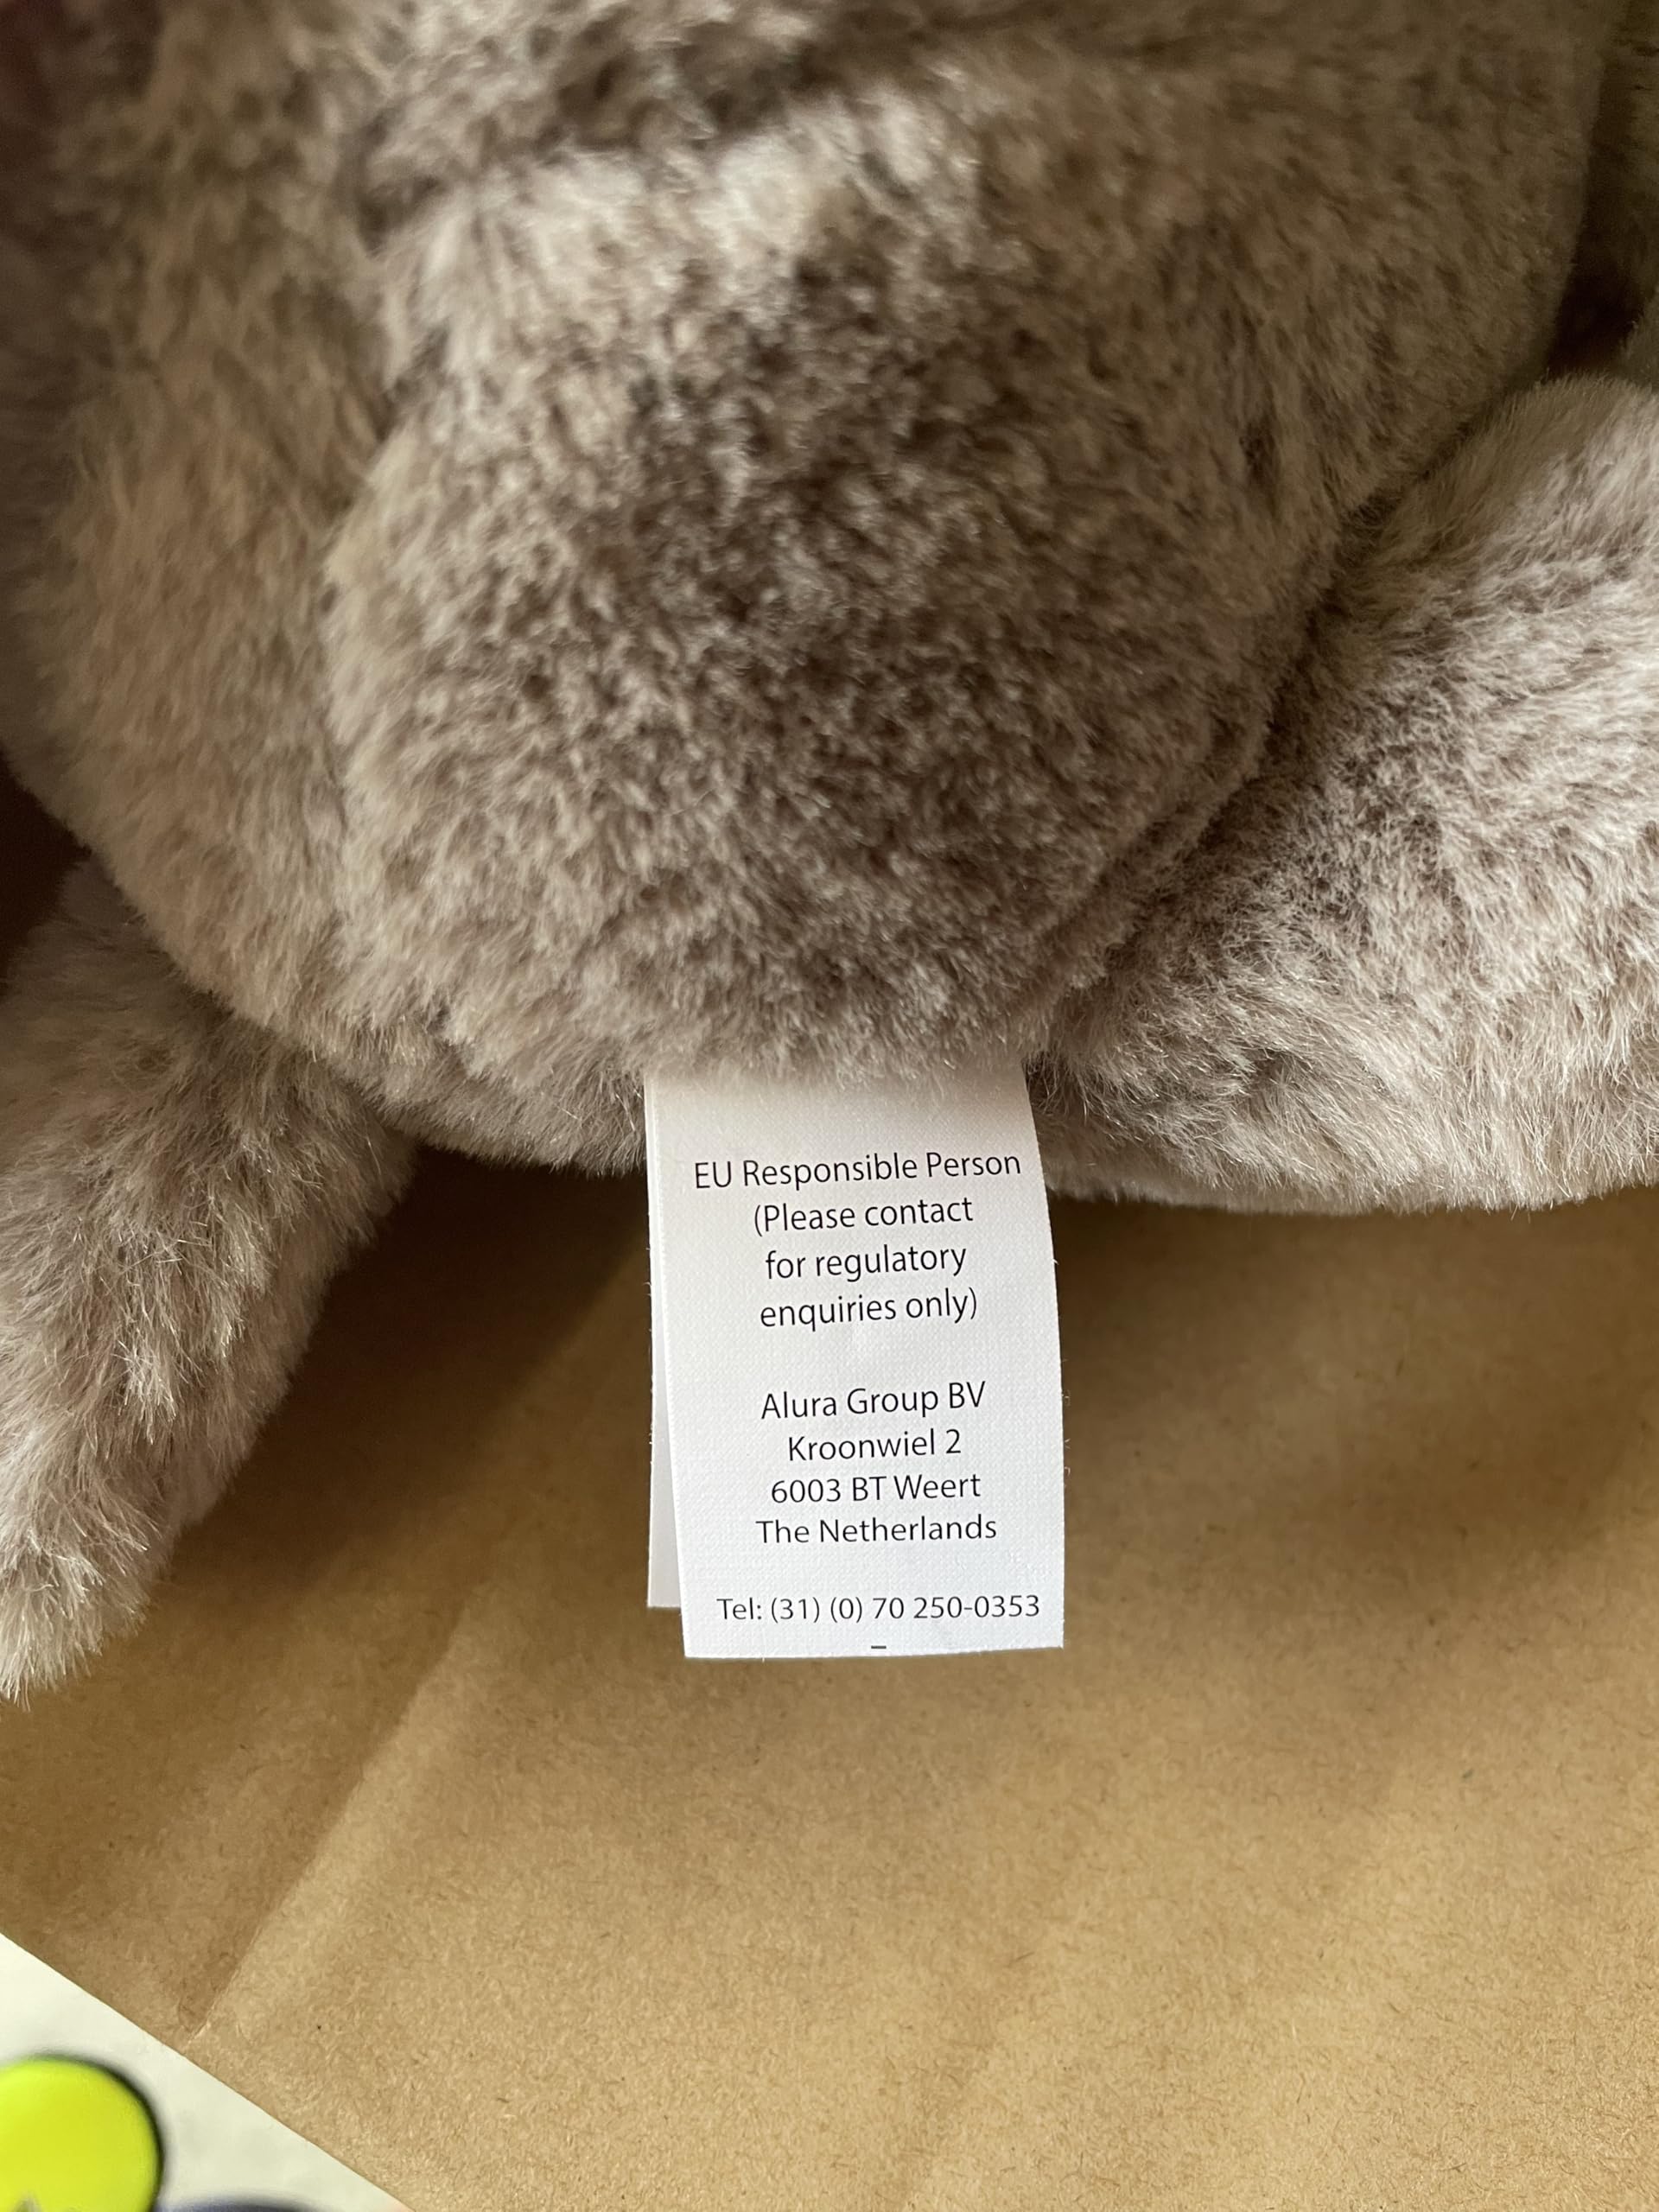 EU Responsible Person
(Please contact
for regulatory
enquiries only)
Alura Group BV
Kroonwiel 2
6003 BT Weert
The Netherlands
Tel: (31) (0) 70 250-0353